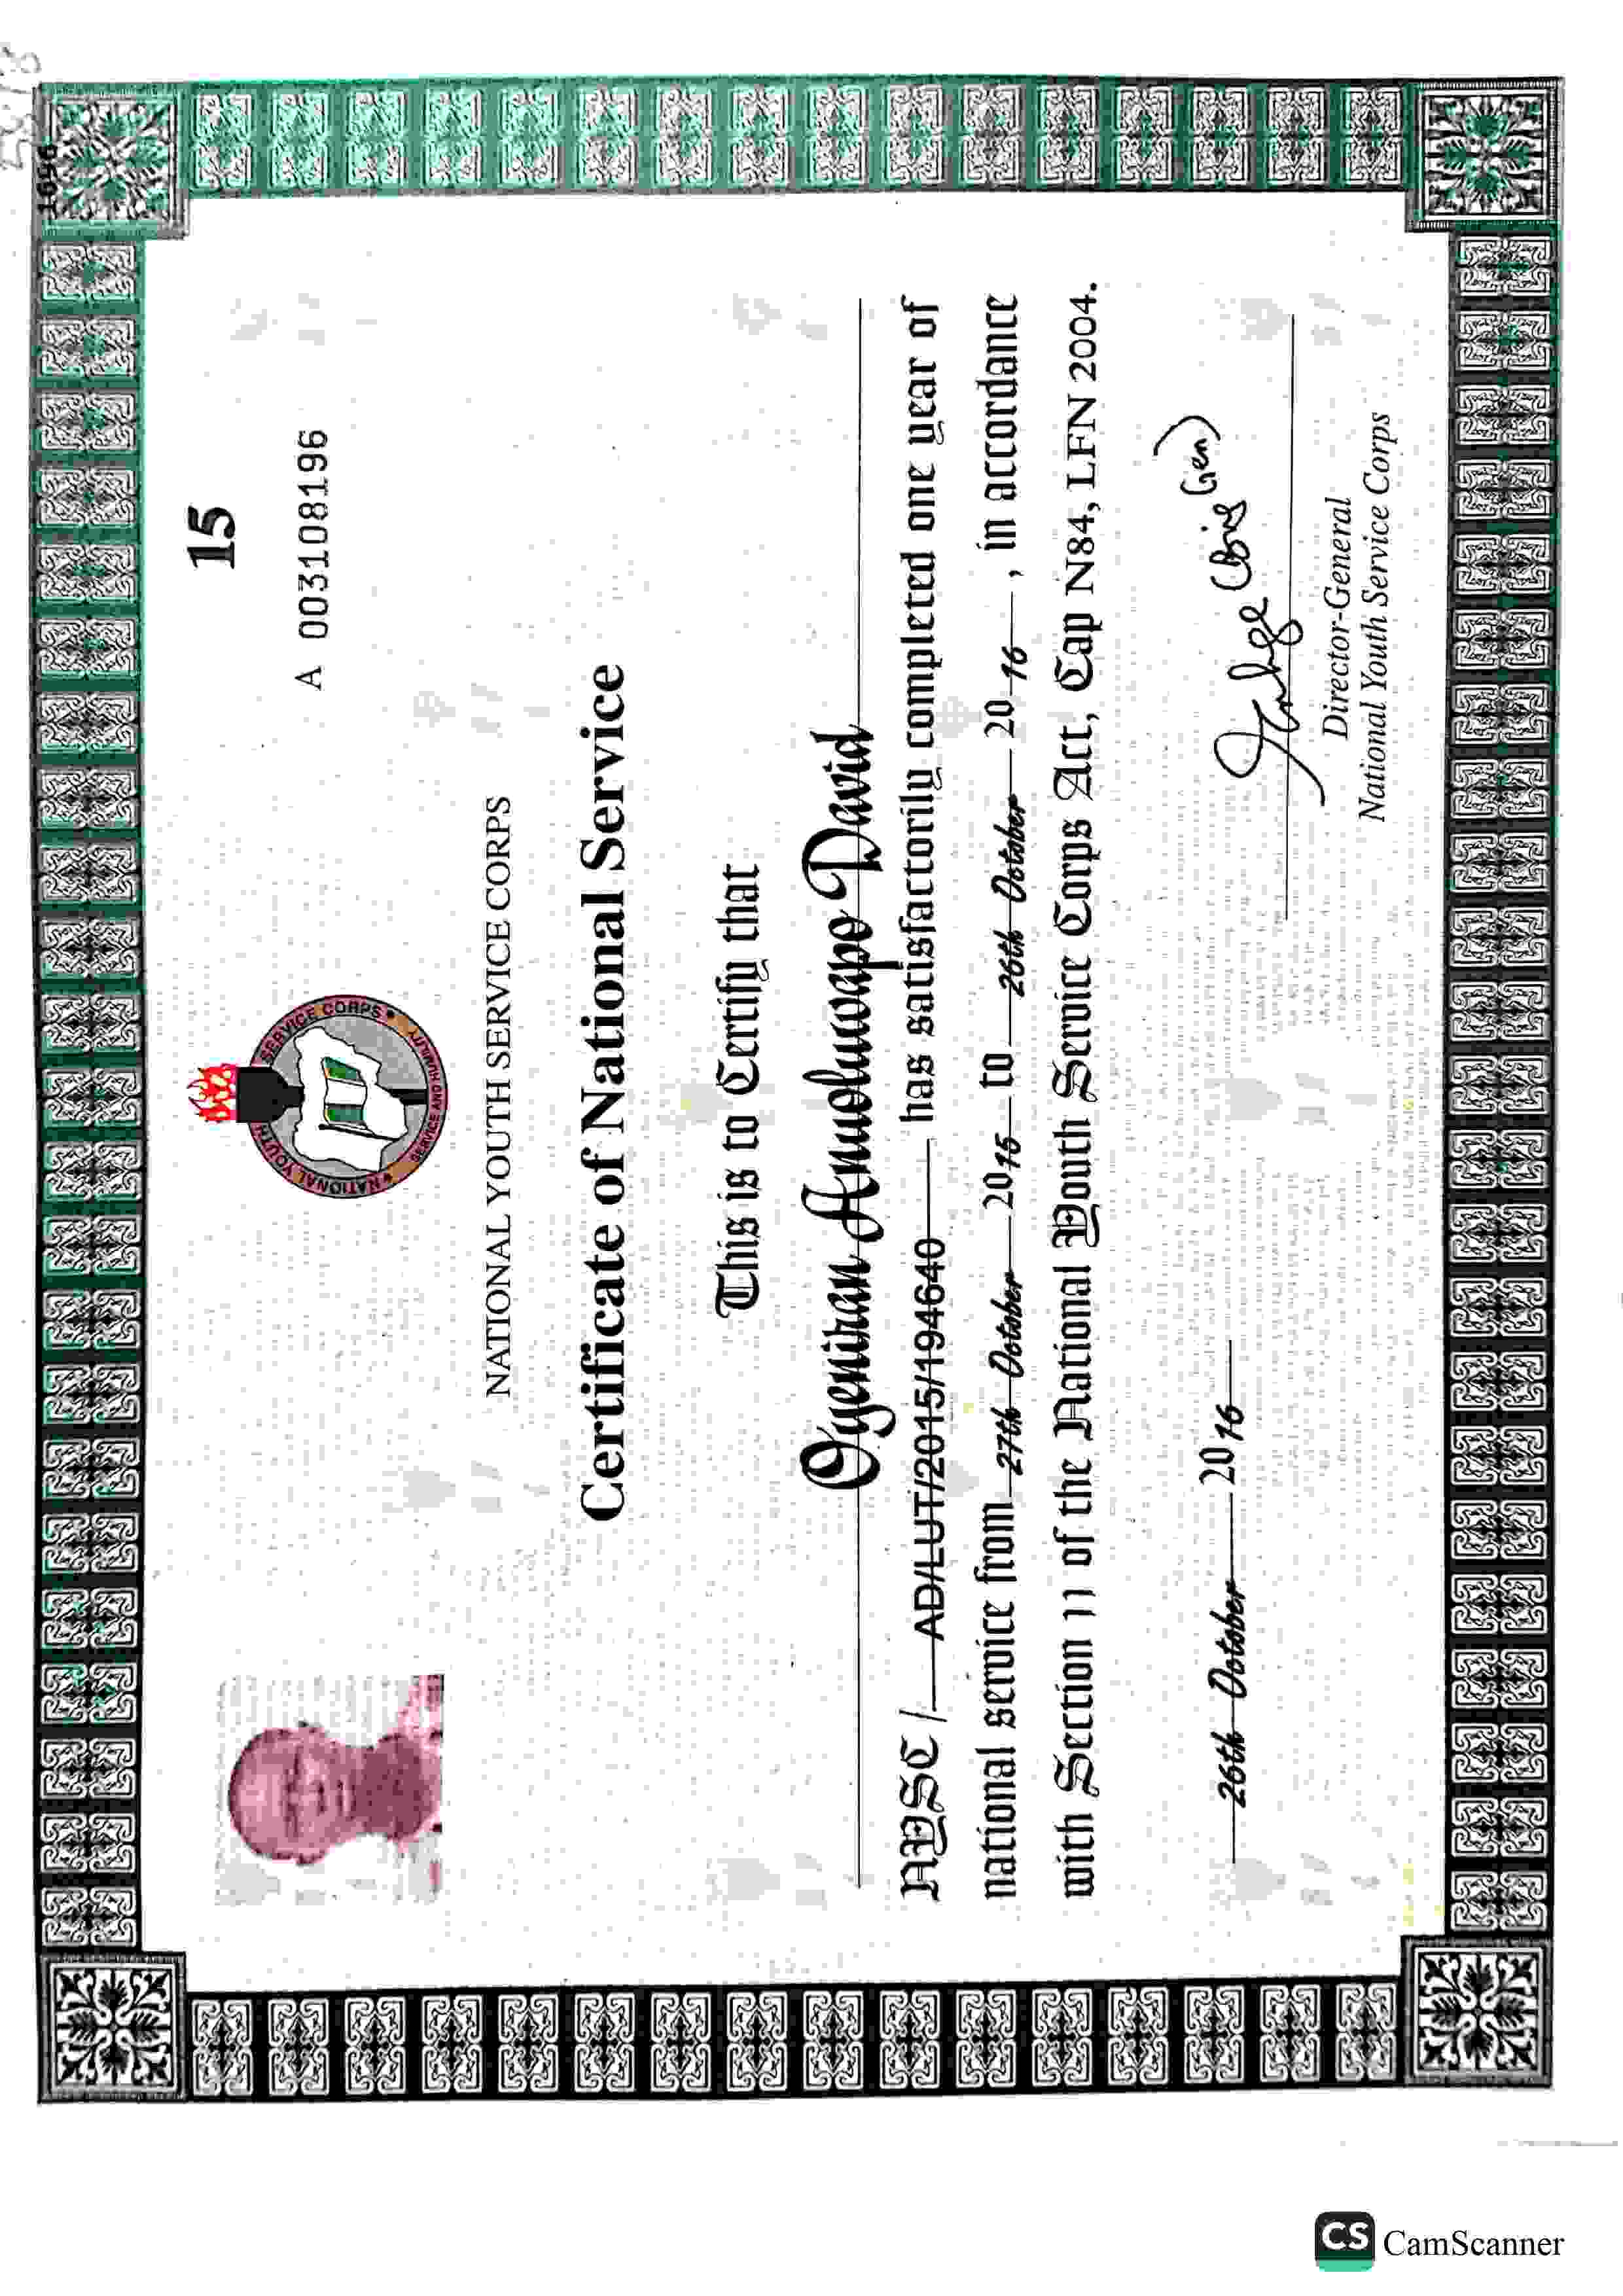 1696
15
A 003108196
NATIONAL YOUTH SERVICE CORPS
SERVICE AND HUMILITY
NATIONAL YOUTH SERVICE CORPS
Certificate of National Service
This is to Certify that
Oyeniran Anuoluwapo David
NYSC / AD/LUT/2015/194640 has satisfactorily completed one year of
national service from 27th October 2015 to 26th October 2016, in accordance
with Section 11 of the National Youth Service Corps Act, Cap N84, LFN 2004.
26th October 2016
(Brig Gen)
Director-General
National Youth Service Corps
CS CamScanner